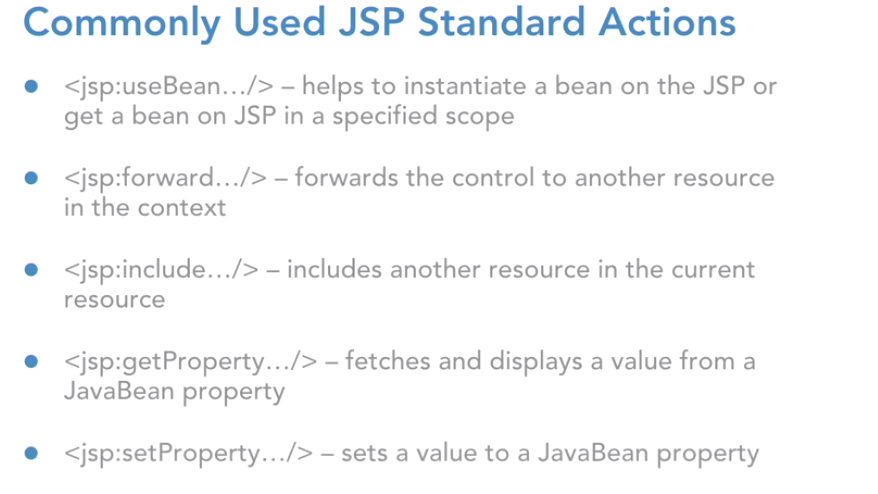 Commonly Used JSP Standard Actions
● <jsp:useBean…/> – helps to instantiate a bean on the JSP or
get a bean on JSP in a specified scope
● <jsp:forward…/> – forwards the control to another resource
in the context
● <jsp:include…/> – includes another resource in the current
resource
● <jsp:getProperty…/> – fetches and displays a value from a
JavaBean property
● <jsp:setProperty…/> – sets a value to a JavaBean property